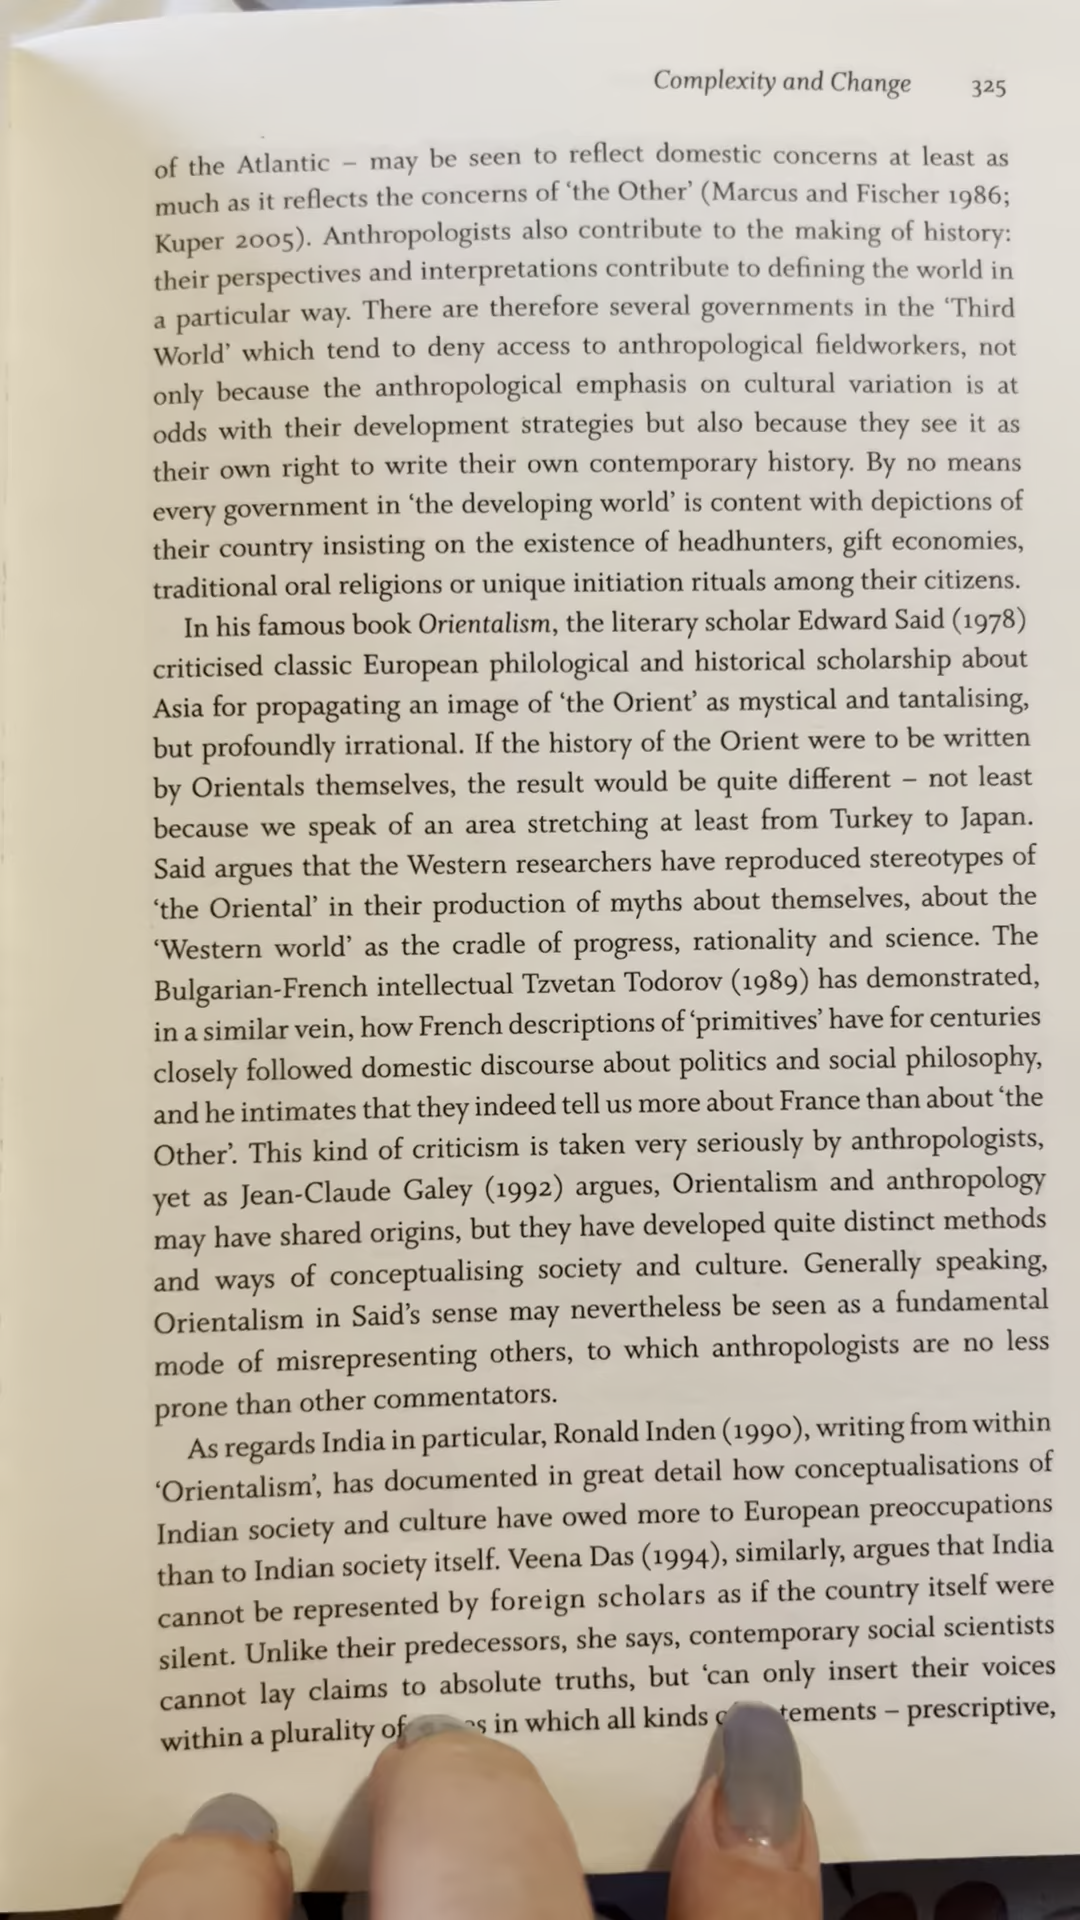 Complexity and Change 325
of the Atlantic – may be seen to reflect domestic concerns at least as
much as it reflects the concerns of ‘the Other’ (Marcus and Fischer 1986;
Kuper 2005). Anthropologists also contribute to the making of history:
their perspectives and interpretations contribute to defining the world in
a particular way. There are therefore several governments in the ‘Third
World’ which tend to deny access to anthropological fieldworkers, not
only because the anthropological emphasis on cultural variation is at
odds with their development strategies but also because they see it as
their own right to write their own contemporary history. By no means
every government in ‘the developing world’ is content with depictions of
their country insisting on the existence of headhunters, gift economies,
traditional oral religions or unique initiation rituals among their citizens.
In his famous book Orientalism, the literary scholar Edward Said (1978)
criticised classic European philological and historical scholarship about
Asia for propagating an image of ‘the Orient’ as mystical and tantalising,
but profoundly irrational. If the history of the Orient were to be written
by Orientals themselves, the result would be quite different – not least
because we speak of an area stretching at least from Turkey to Japan.
Said argues that the Western researchers have reproduced stereotypes of
‘the Oriental’ in their production of myths about themselves, about the
‘Western world’ as the cradle of progress, rationality and science. The
Bulgarian-French intellectual Tzvetan Todorov (1989) has demonstrated,
in a similar vein, how French descriptions of ‘primitives’ have for centuries
closely followed domestic discourse about politics and social philosophy,
and he intimates that they indeed tell us more about France than about ‘the
Other’. This kind of criticism is taken very seriously by anthropologists,
yet as Jean-Claude Galey (1992) argues, Orientalism and anthropology
may have shared origins, but they have developed quite distinct methods
and ways of conceptualising society and culture. Generally speaking,
Orientalism in Said’s sense may nevertheless be seen as a fundamental
mode of misrepresenting others, to which anthropologists are no less
prone than other commentators.
As regards India in particular, Ronald Inden (1990), writing from within
‘Orientalism’, has documented in great detail how conceptualisations of
Indian society and culture have owed more to European preoccupations
than to Indian society itself. Veena Das (1994), similarly, argues that India
cannot be represented by foreign scholars as if the country itself were
silent. Unlike their predecessors, she says, contemporary social scientists
cannot lay claims to absolute truths, but ‘can only insert their voices
within a plurality of in which all kinds – prescriptive,